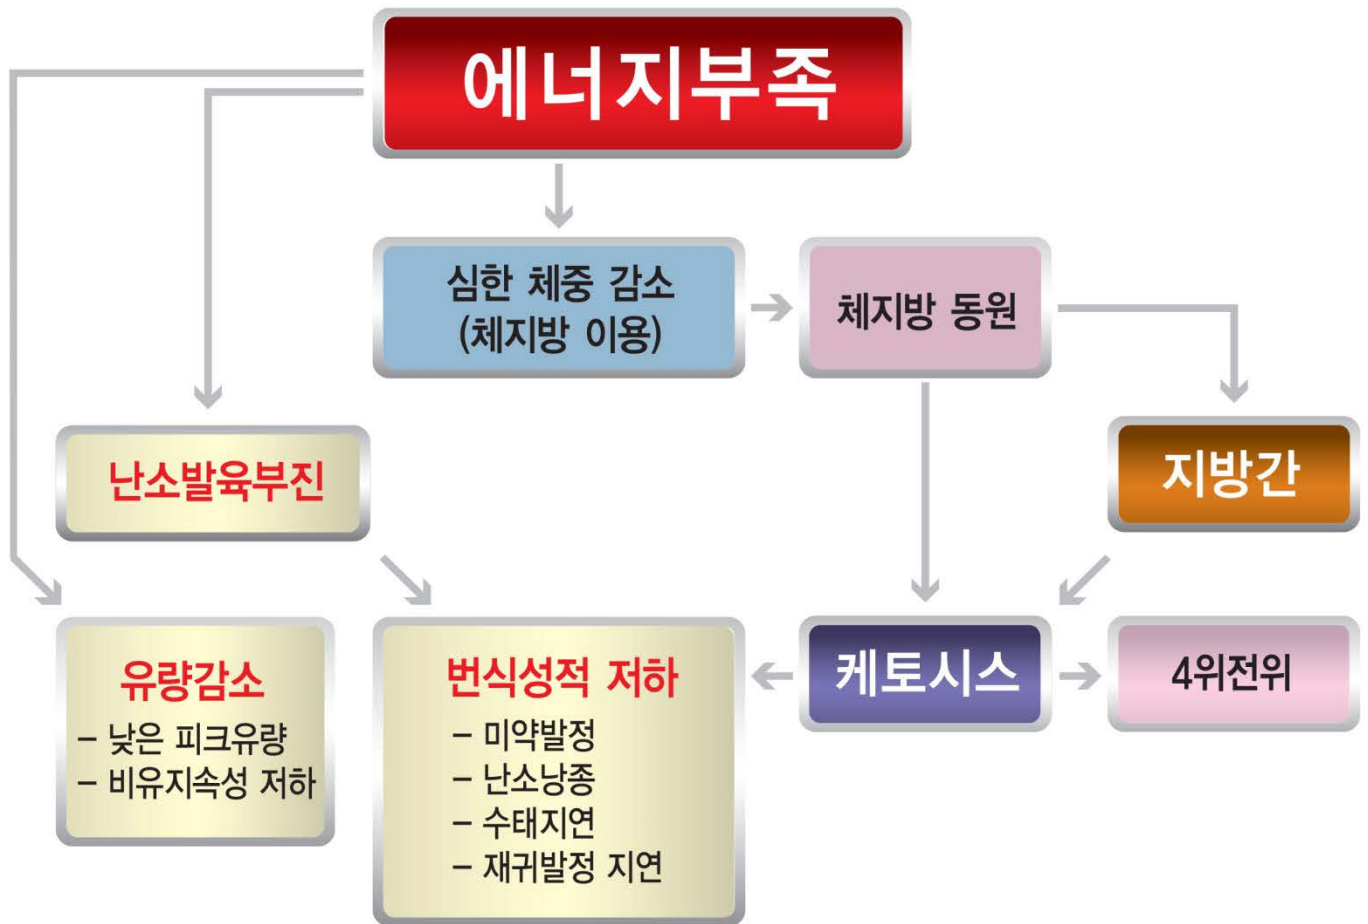 에너지부족
심한 체중 감소
(체지방 이용)
체지방 동원
난소발육부진
지방간
유량감소
– 낮은 피크유량
– 비유지속성 저하
번식성적 저하
– 미약발정
– 난소낭종
– 수태지연
– 재귀발정 지연
케토시스
4위전위